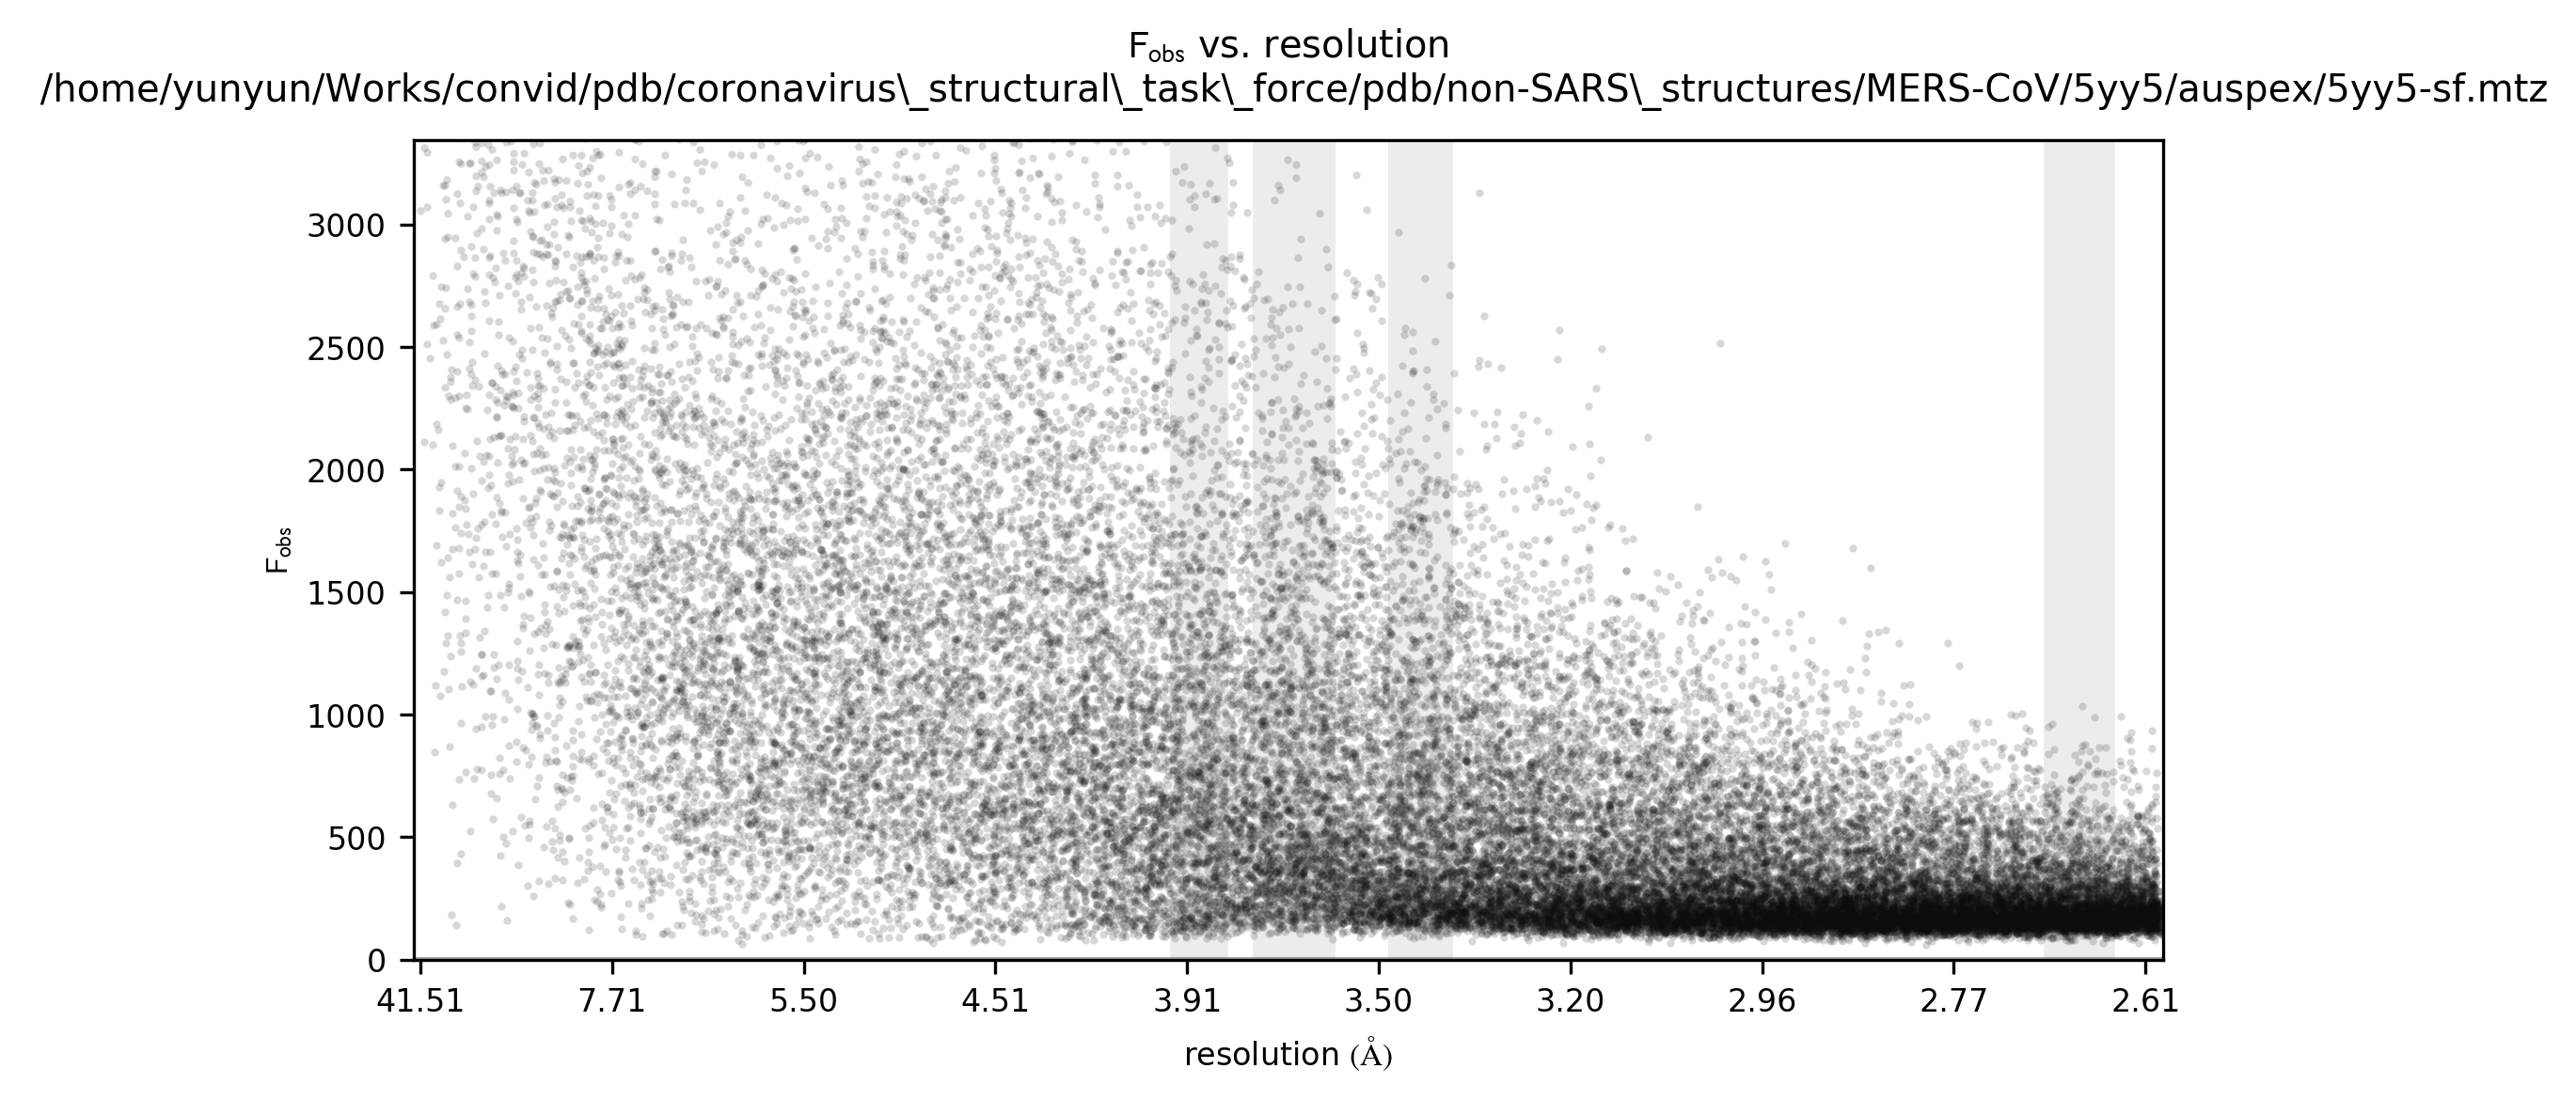 F_obs vs. resolution
/home/yunyun/Works/convid/pdb/coronavirus\_structural\_task\_force/pdb/non-SARS\_structures/MERS-CoV/5yy5/auspex/5yy5-sf.mtz
3000
2500
2000
1500
1000
500
0
F_obs
41.51 7.71 5.50 4.51 3.91 3.50 3.20 2.96 2.77 2.61
resolution (Å)